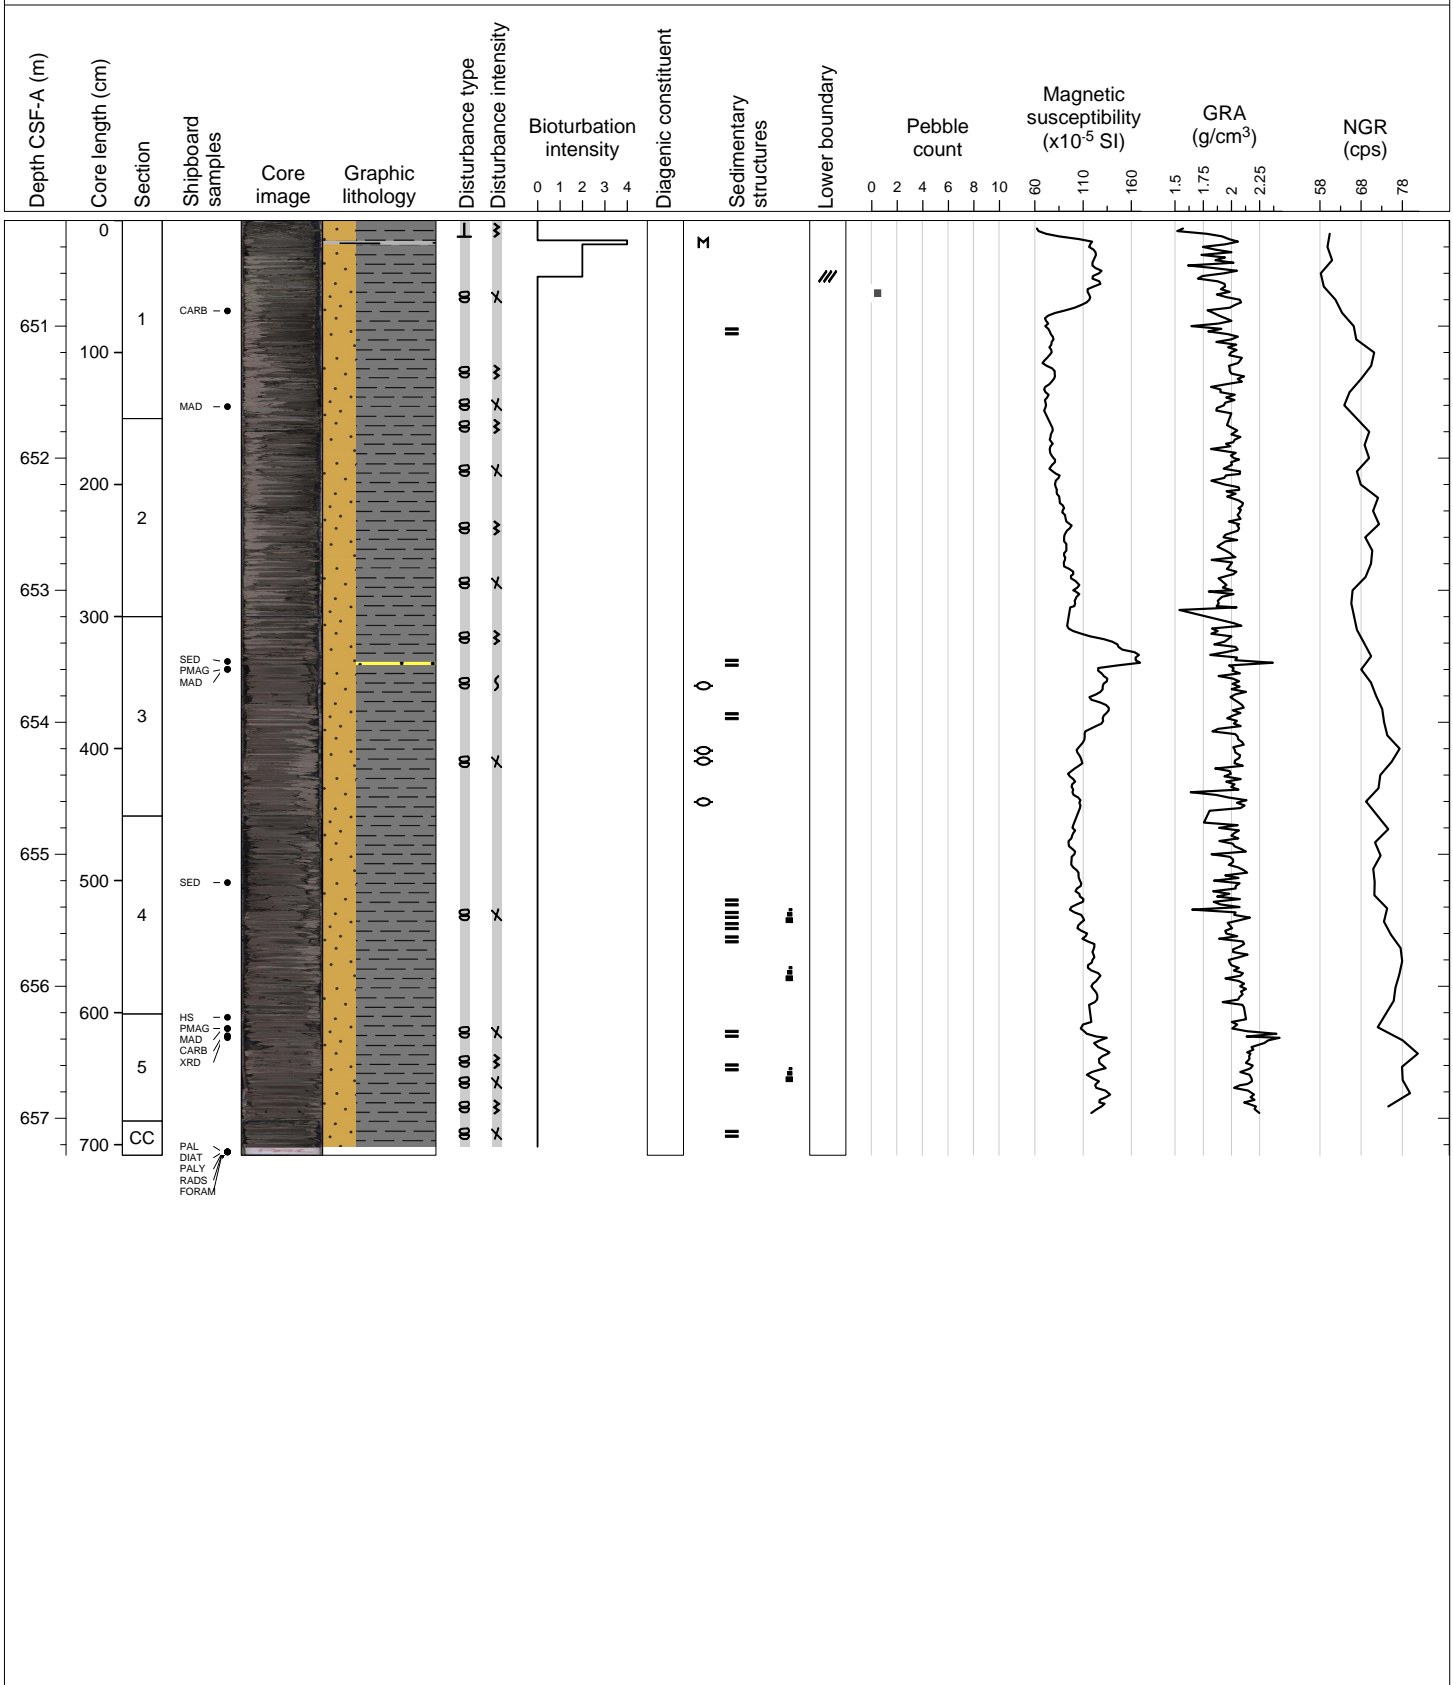 Depth CSF-A (m)
Core length (cm)
Section
Shipboard
samples
Core
image
Graphic
lithology
Disturbance type
Disturbance intensity
Bioturbation
intensity
0 1 2 3 4
Diagenic constituent
Sedimentary
structures
Lower boundary
Pebble
count
0 2 4 6 8 10
Magnetic
susceptibility
(x10-5 SI)
60 110 160
GRA
(g/cm3)
1.5 1.75 2 2.25
NGR
(cps)
58 68 78
0
M
CARB
1
651
100
MAD
652
200
2
653
300
SED
PMAG
MAD
3
654
400
655
500
SED
4
656
600
HS
PMAG
MAD
CARB
XRD
5
657
CC
700
PAL
DIAT
PALY
RADS
FORAM